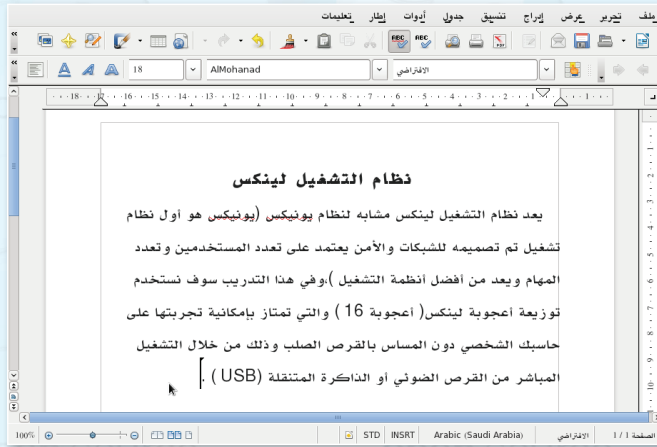 ملف تحرير عرض إدراج تنسيق جدول أدوات إطار تعليمات
الافتراضي AlMohanad 18
نظام التشغيل لينكس
يعد نظام التشغيل لينكس مشابه لنظام يونيكس (يونيكس هو أول نظام
تشغيل تم تصميمه للشبكات والأمن يعتمد على تعدد المستخدمين وتعدد
المهام ويعد من أفضل أنظمة التشغيل )،وفي هذا التدريب سوف نستخدم
توزيعة أعجوبة لينكس( أعجوبة 16 ) والتي تمتاز بإمكانية تجربتها على
حاسبك الشخصي دون المساس بالقرص الصلب وذلك من خلال التشغيل
المباشر من القرص الضوئي أو الذاكرة المتنقلة (USB ) .
الصفحة 1 / 1 الافتراضي Arabic (Saudi Arabia) INSRT STD 100%